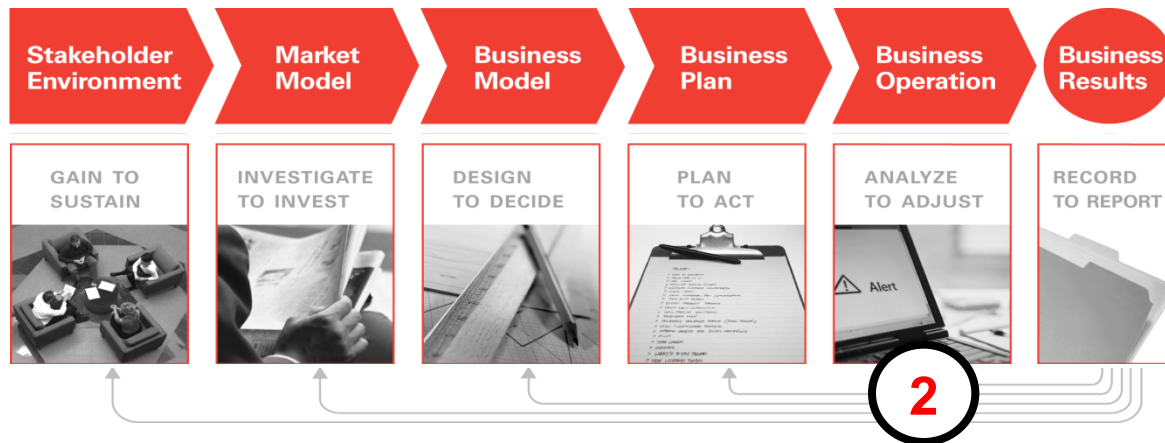 Stakeholder
Environment
Market
Model
Business
Model
Business
Plan
Business
Operation
Business
Results
GAIN TO
SUSTAIN
INVESTIGATE
TO INVEST
DESIGN
TO DECIDE
PLAN
TO ACT
ANALYZE
TO ADJUST
RECORD
TO REPORT
Alert
2